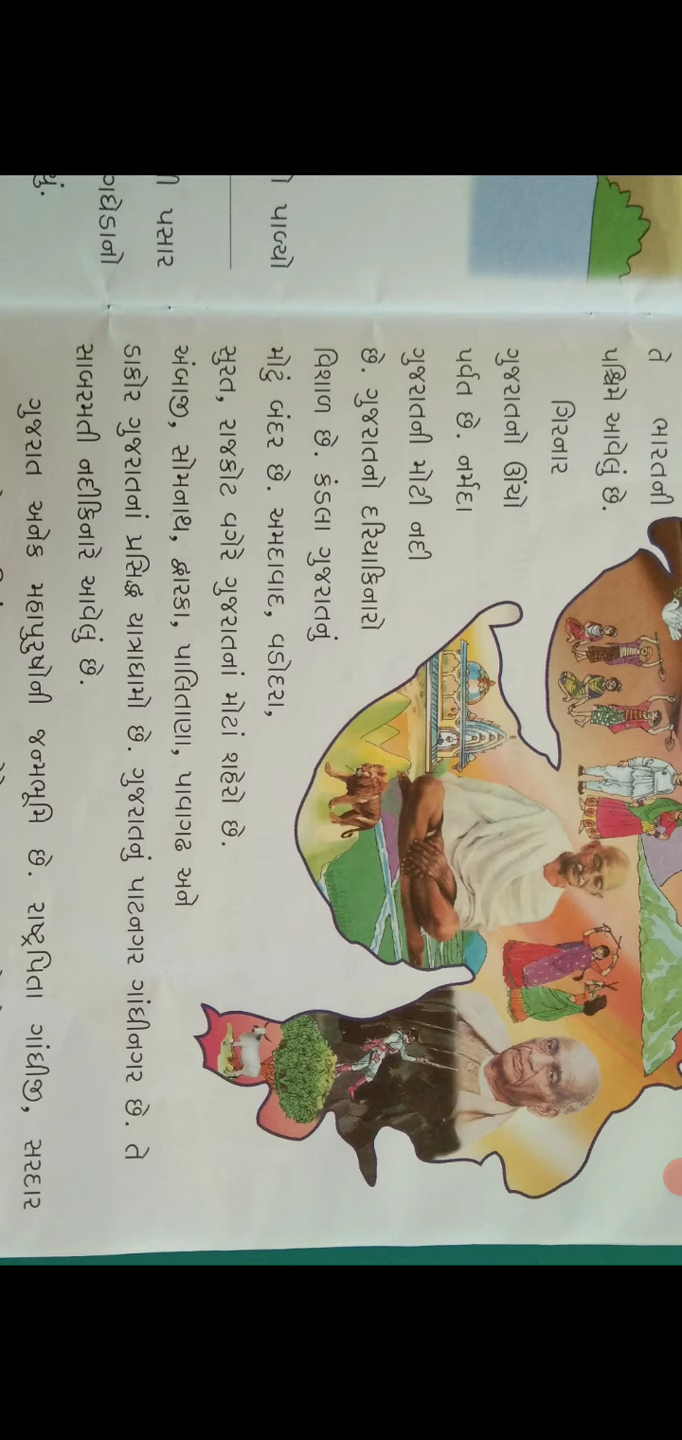 ો પાળ્યો
ી પસાર
ગઢેડાનો
યું.
તે ભારતની
પશ્ચિમે આવેલું છે.
ગિરનાર
ગુજરાતનો ઊંચો
પર્વત છે. નર્મદા
ગુજરાતની મોટી નદી
છે. ગુજરાતનો દરિયાકિનારો
વિશાળ છે. કંડલા ગુજરાતનું
મોટું બંદર છે. અમદાવાદ, વડોદરા,
સુરત, રાજકોટ વગેરે ગુજરાતનાં મોટાં શહેરો છે.
અંબાજી, સોમનાથ, દ્વારકા, પાલિતાણા, પાવાગઢ અને
ડાકોર ગુજરાતનાં પ્રસિદ્ધ યાત્રાધામો છે. ગુજરાતનું પાટનગર ગાંધીનગર છે. તે
સાબરમતી નદીકિનારે આવેલું છે.
ગુજરાત અનેક મહાપુરુષોની જન્મભૂમિ છે. રાષ્ટ્રપિતા ગાંધીજી, સરદાર